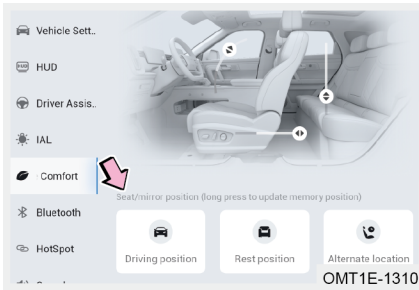 Vehicle Sett..
HUD
HUD
Driver Assis..
IAL
Comfort
Seat/mirror position (long press to update memory position)
Bluetooth
HotSpot
Driving position
Rest position
Alternate location
OMT1E-1310